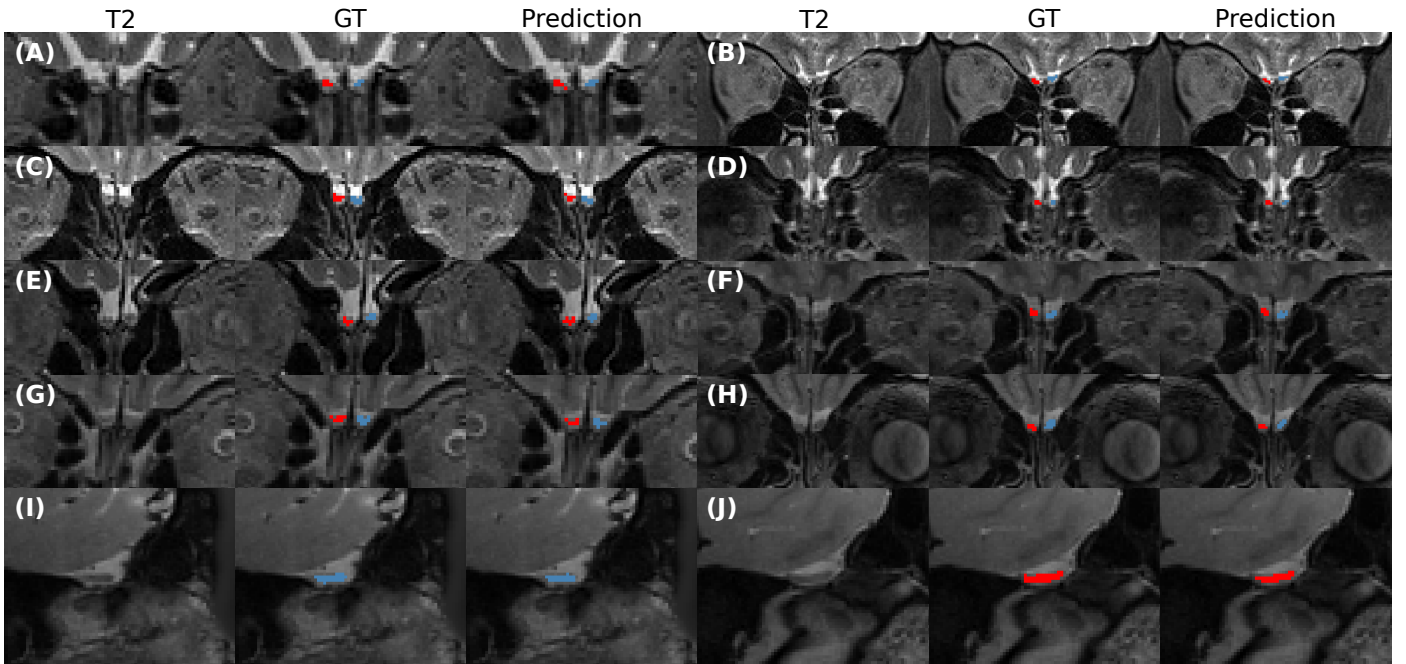 T2 GT Prediction T2 GT Prediction
(A) (B)
(C) (D)
(E) (F)
(G) (H)
(I) (J)